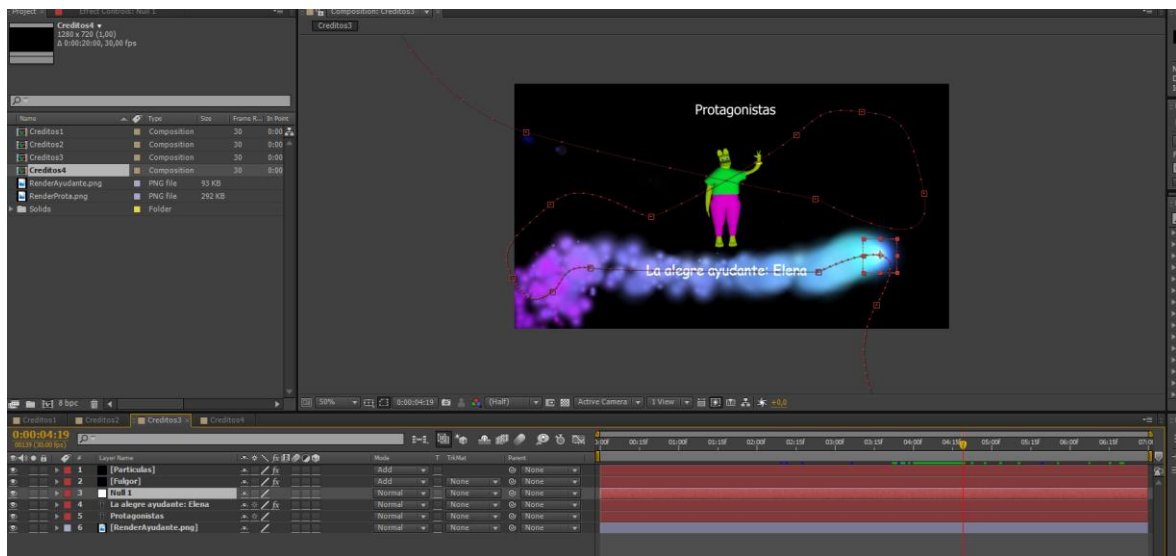 Project
Effect Controls: Null 1
Composition: Creditos3
Creditos4
1280 x 720 (1,00)
Δ 0:00:20:00, 30,00 fps
Creditos3
Name Type Size Frame R... In Point
Creditos1 Composition 30 0:00
Creditos2 Composition 30 0:00
Creditos3 Composition 30 0:00
Creditos4 Composition 30 0:00
RenderAyudante.png PNG file 93 KB
RenderProta.png PNG file 292 KB
Solids Folder
Protagonistas
La alegre ayudante: Elena
8 bpc
50% 0:00:04:19 (Half) Active Camera 1 View +0,0
Creditos1 Creditos2 Creditos3 Creditos4
0:00:04:19
00139 (30.00 fps)
# Layer Name Mode T TrkMat Parent
1:00f 00:15f 01:00f 01:15f 02:00f 02:15f 03:00f 03:15f 04:00f 04:15f 05:00f 05:15f 06:00f 06:15f 07:0
1 [Particulas] Add None
2 [Fulgor] Add None None
3 Null 1 Normal None None
4 La alegre ayudante: Elena Normal None None
5 Protagonistas Normal None None
6 [RenderAyudante.png] Normal None None